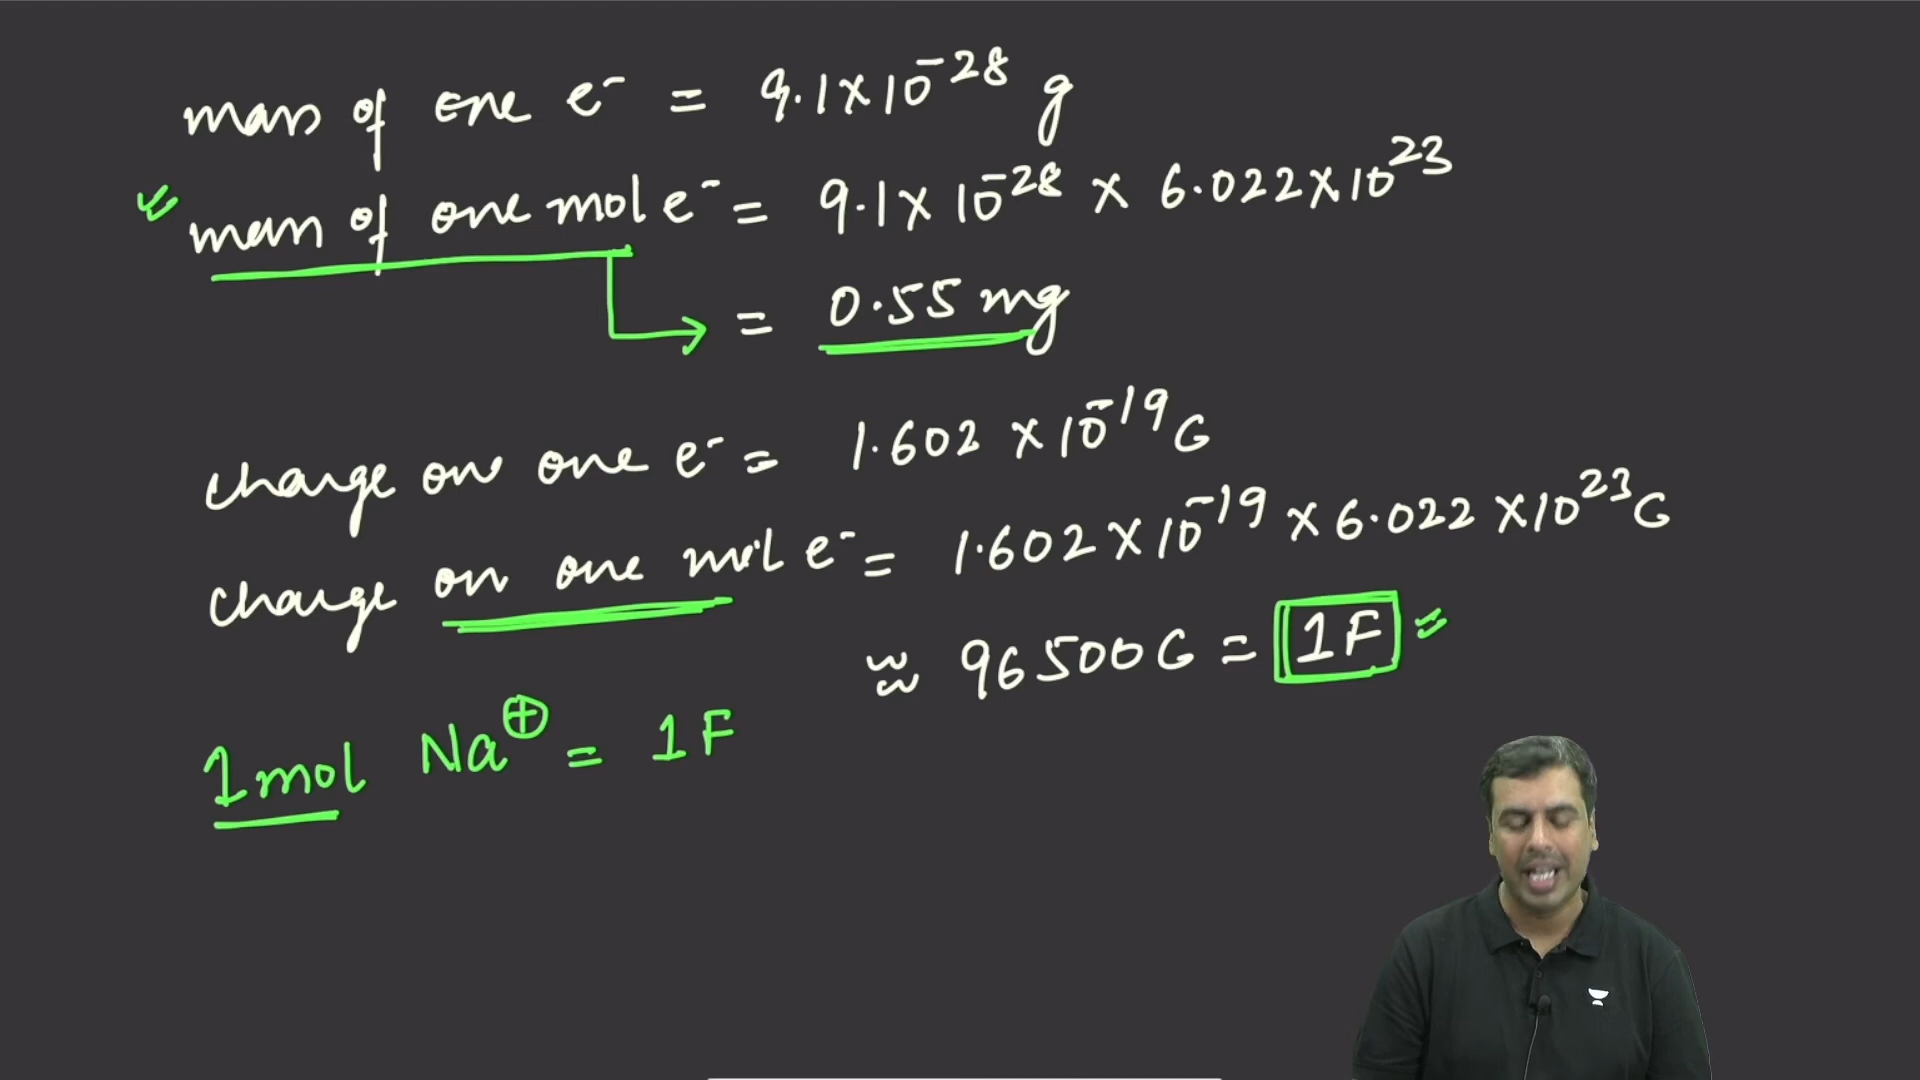 mass of one e⁻ = 9.1×10⁻²⁸ g
mass of one mol e⁻ = 9.1×10⁻²⁸ × 6.022×10²³
= 0.55 mg
charge on one e⁻ = 1.602×10⁻¹⁹ C
charge on one mol e⁻ = 1.602×10⁻¹⁹ × 6.022×10²³ C
≈ 96500 C = 1F =
1 mol Na⊕ = 1F